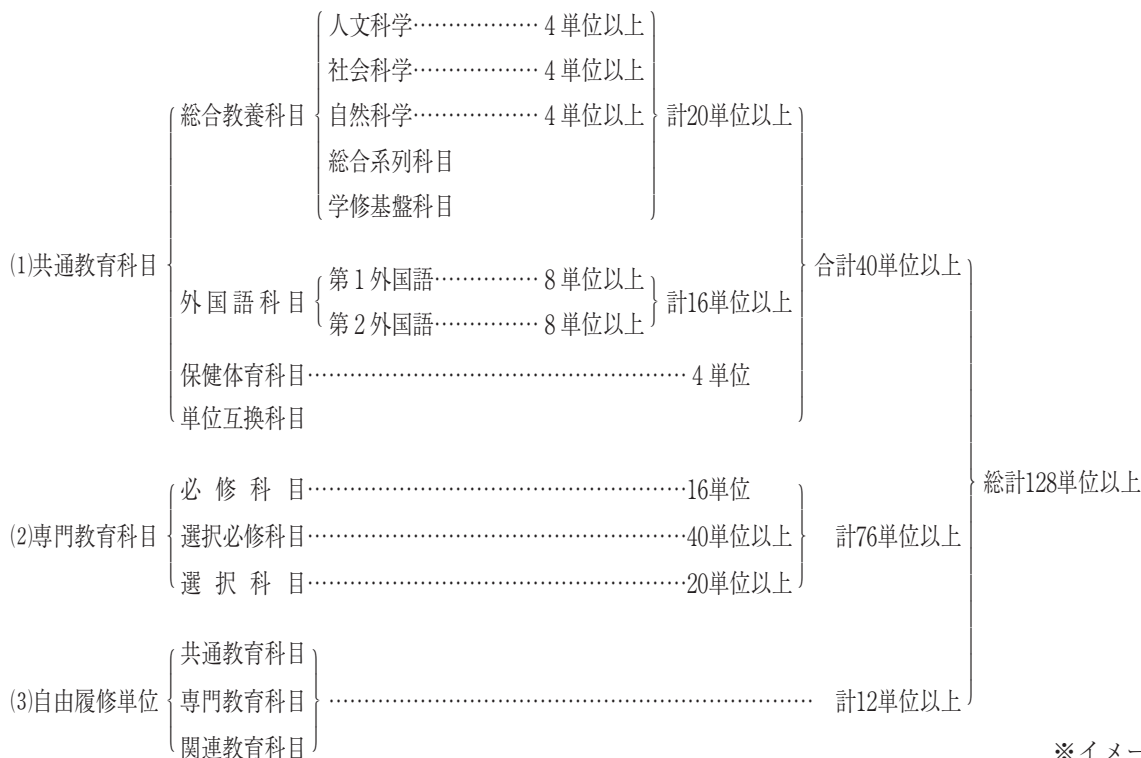 人文科学……………… 4 単位以上
社会科学……………… 4 単位以上
総合教養科目 自然科学……………… 4 単位以上 計20単位以上
総合系列科目
学修基盤科目
⑴共通教育科目 合計40単位以上
第1外国語…………… 8 単位以上
外国語科目 計16単位以上
第2外国語…………… 8 単位以上
保健体育科目……………………………………………… 4 単位
単位互換科目
必修科目………………………………………………16単位 総計128単位以上
⑵専門教育科目 選択必修科目………………………………………………40単位以上 計76単位以上
選択科目………………………………………………20単位以上
共通教育科目
⑶自由履修単位 専門教育科目 …………………………………………………………… 計12単位以上
関連教育科目
※イメー